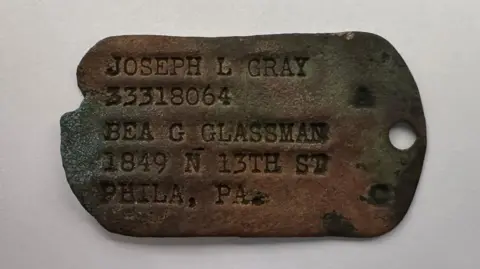 JOSEPH L GRAY
33318064 A
BEA G GLASSMAN
1849 N 13TH ST
PHILA, PA. C